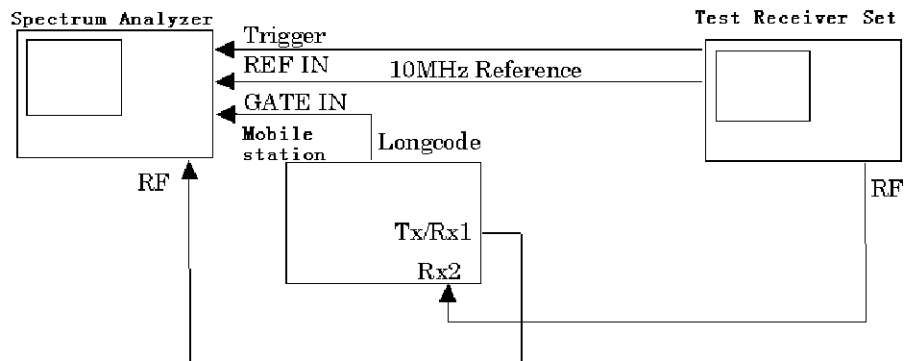 Spectrum Analyzer
Test Receiver Set
Trigger
REF IN
10MHz Reference
GATE IN
Mobile
station
Longcode
RF
RF
Tx/Rx1
Rx2